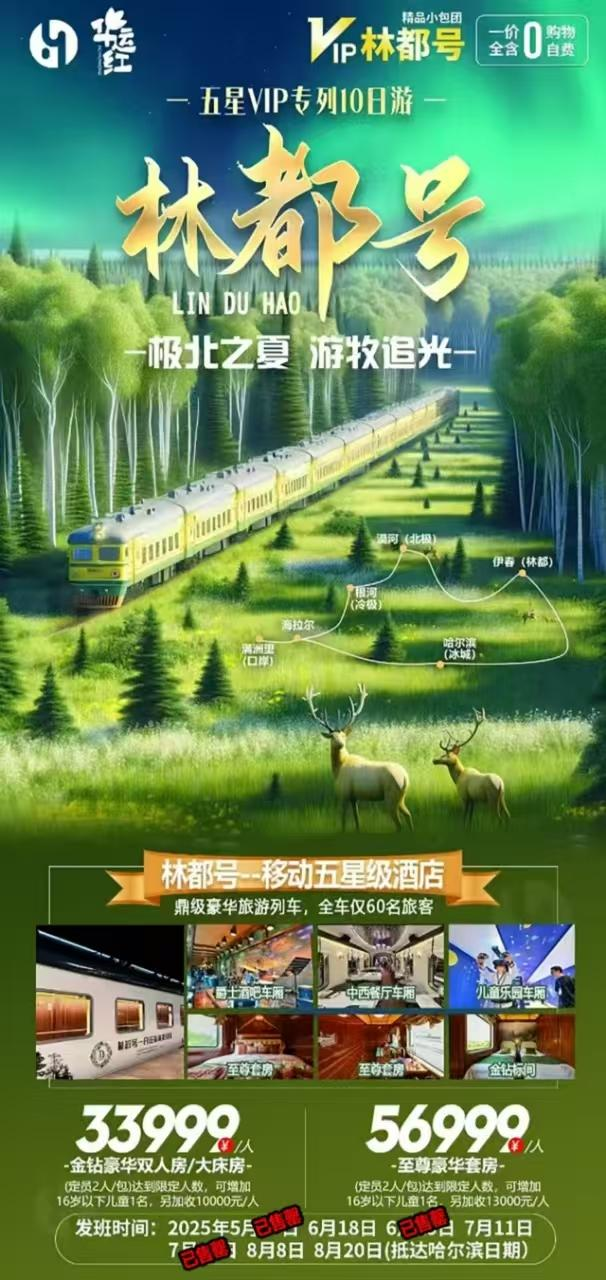 华运红
精品小包团
VIP林都号
一价全含0购物自费
五星VIP专列10日游
林都号
LIN DU HAO
极北之夏 游牧追光
漠河(北极)
伊春(林都)
根河(冷极)
海拉尔
满洲里(口岸)
哈尔滨(冰城)
林都号--移动五星级酒店
鼎级豪华旅游列车，全车仅60名旅客
爵士酒吧车厢
中西餐厅车厢
儿童乐园车厢
至尊套房
至尊套房
金钻标间
33999¥/人
-金钻豪华双人房/大床房-
(定员2人/包)达到限定人数，可增加
16岁以下儿童1名，另加收10000元/人
56999¥/人
-至尊豪华套房-
(定员2人/包)达到限定人数，可增加
16岁以下儿童1名，另加收13000元/人
发班时间：2025年5月 日 已售罄 6月18日 6 日 已售罄 7月11日
7月 日 已售罄 8月8日 8月20日(抵达哈尔滨日期)